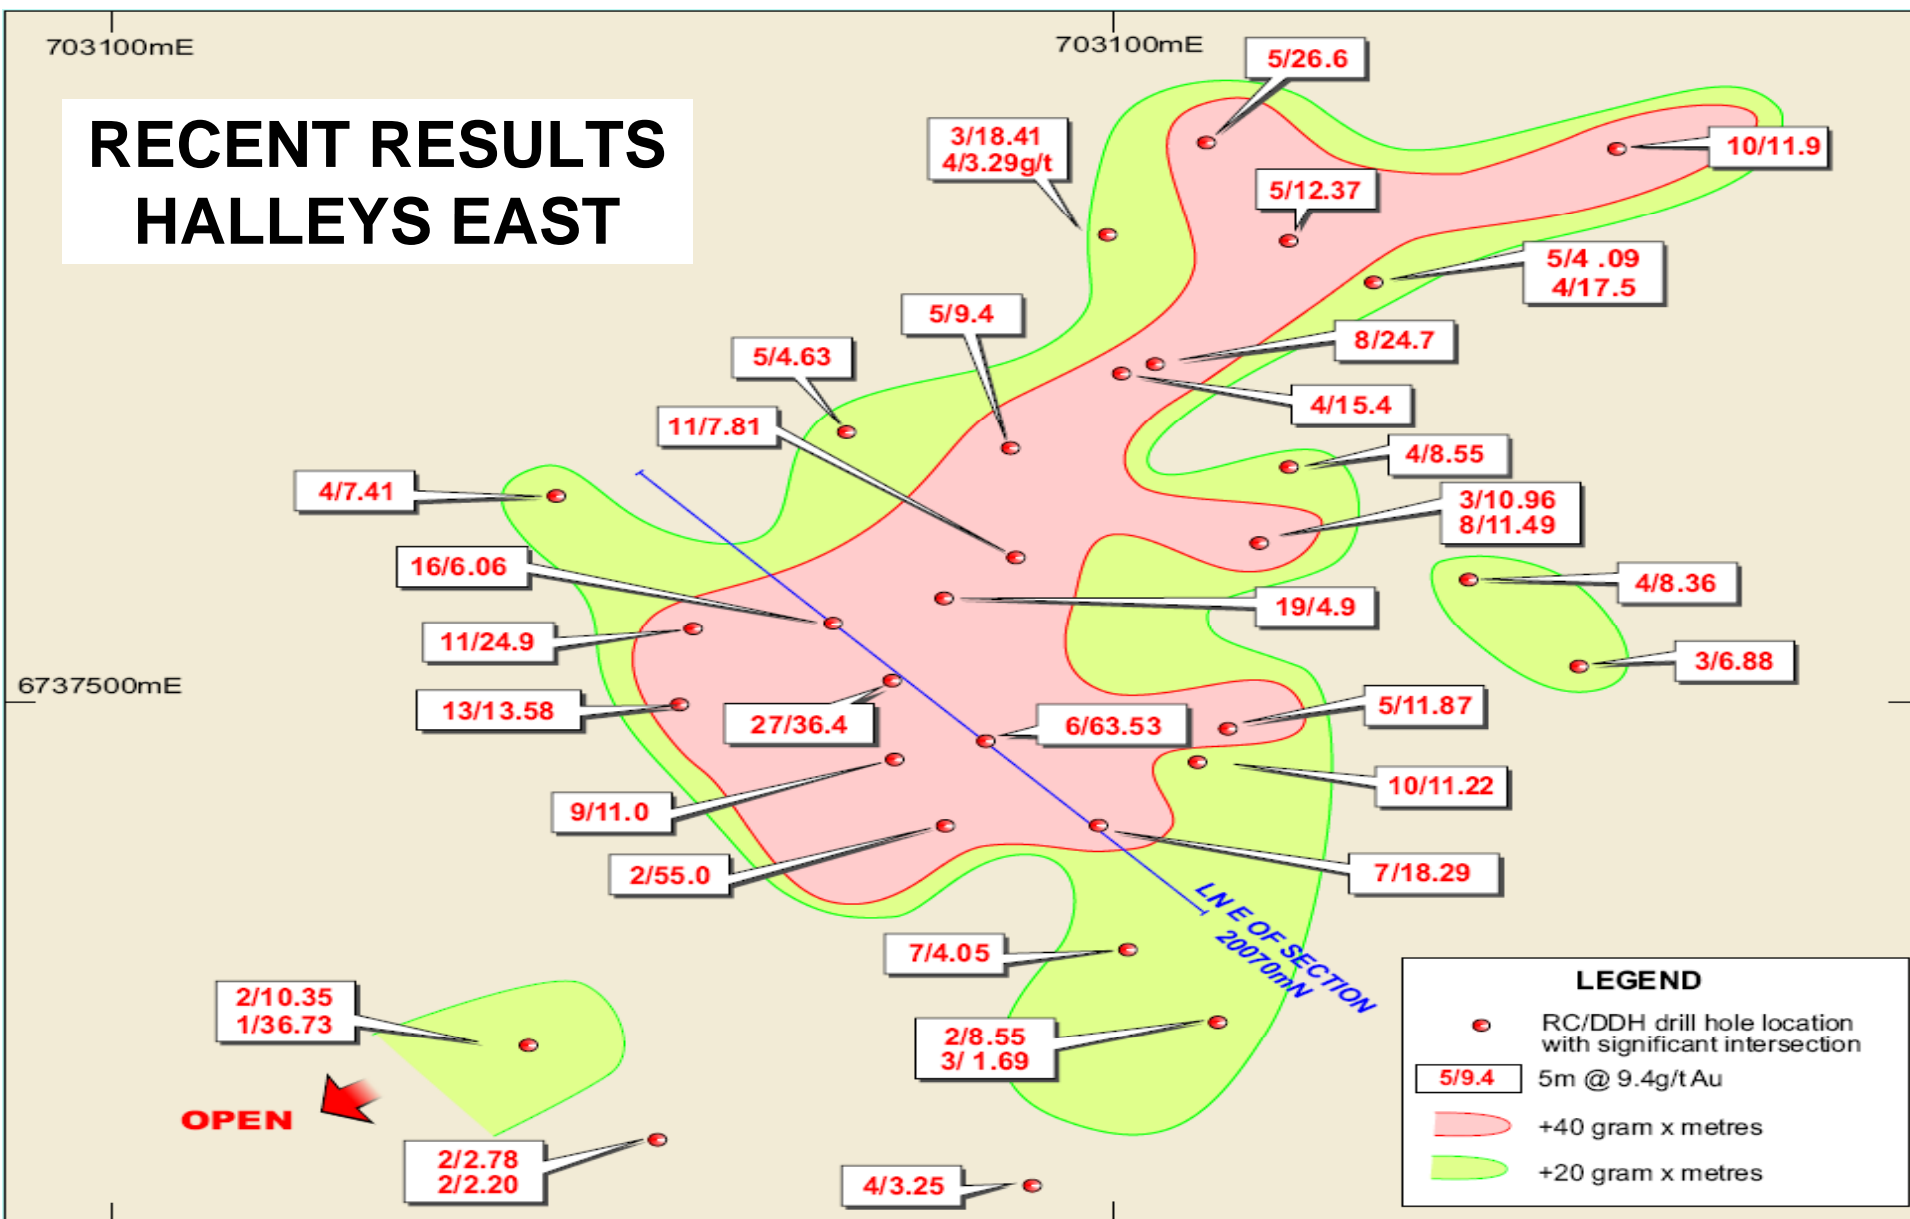 703100mE
703100mE
RECENT RESULTS
HALLEYS EAST
5/26.6
3/18.41
4/3.29g/t
10/11.9
5/12.37
5/4 .09
4/17.5
5/9.4
8/24.7
5/4.63
4/15.4
11/7.81
4/8.55
4/7.41
3/10.96
8/11.49
16/6.06
4/8.36
19/4.9
11/24.9
3/6.88
6737500mE
13/13.58
27/36.4
6/63.53
5/11.87
10/11.22
9/11.0
2/55.0
7/18.29
LN E OF SECTION
20070mN
7/4.05
2/10.35
1/36.73
2/8.55
3/ 1.69
OPEN
2/2.78
2/2.20
4/3.25
LEGEND
RC/DDH drill hole location
with significant intersection
5/9.4
5m @ 9.4g/t Au
+40 gram x metres
+20 gram x metres